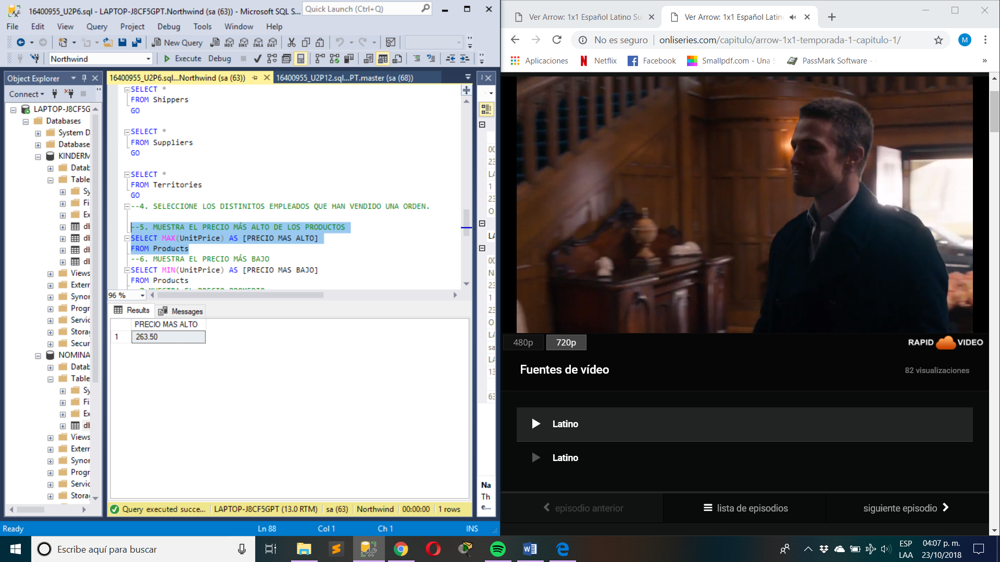 16400955_U2P6.sql - LAPTOP-J8CF5GPT.Northwind (sa (63)) - Microsoft SQL S...
Quick Launch (Ctrl+Q)
File Edit View Query Project Debug Tools Window Help
New Query
Northwind
Execute Debug
Object Explorer
Connect
LAPTOP-J8CF5G
Databases
System D
Database
KINDERM
Datab
Table
Sy
Fi
Ex
db
db
db
db
Views
Extern
Synor
Progr
Servic
Storag
Secur
NOMINA
Datab
Table
Sy
Fi
Ex
db
Views
Extern
Synor
Progr
Servic
Storag
16400955_U2P6.sql...Northwind (sa (63))
16400955_U2P12.sql...PT.master (sa (68))
SELECT *
FROM Shippers
GO
SELECT *
FROM Suppliers
GO
SELECT *
FROM Territories
GO
--4. SELECCIONE LOS DISTINITOS EMPLEADOS QUE HAN VENDIDO UNA ORDEN.
--5. MUESTRA EL PRECIO MÁS ALTO DE LOS PRODUCTOS
SELECT MAX(UnitPrice) AS [PRECIO MAS ALTO]
FROM Products
--6. MUESTRA EL PRECIO MÁS BAJO
SELECT MIN(UnitPrice) AS [PRECIO MAS BAJO]
FROM Products
96 %
Results
Messages
PRECIO MAS ALTO
1 263.50
Query executed succe...
LAPTOP-J8CF5GPT (13.0 RTM)
sa (63)
Northwind
00:00:00
1 rows
Na
Th
e...
Ready
Ln 88
Col 1
Ch 1
INS
Ver Arrow: 1x1 Español Latino Su
Ver Arrow: 1x1 Español Latin
No es seguro
onliseries.com/capitulo/arrow-1x1-temporada-1-capitulo-1/
M
Aplicaciones
Netflix
Facebook
Smallpdf.com - Una S
PassMark Software -
480p
720p
RAPID VIDEO
Fuentes de vídeo
82 visualizaciones
Latino
Latino
episodio anterior
lista de episodios
siguiente episodio
Escribe aquí para buscar
ESP
LAA
04:07 p. m.
23/10/2018